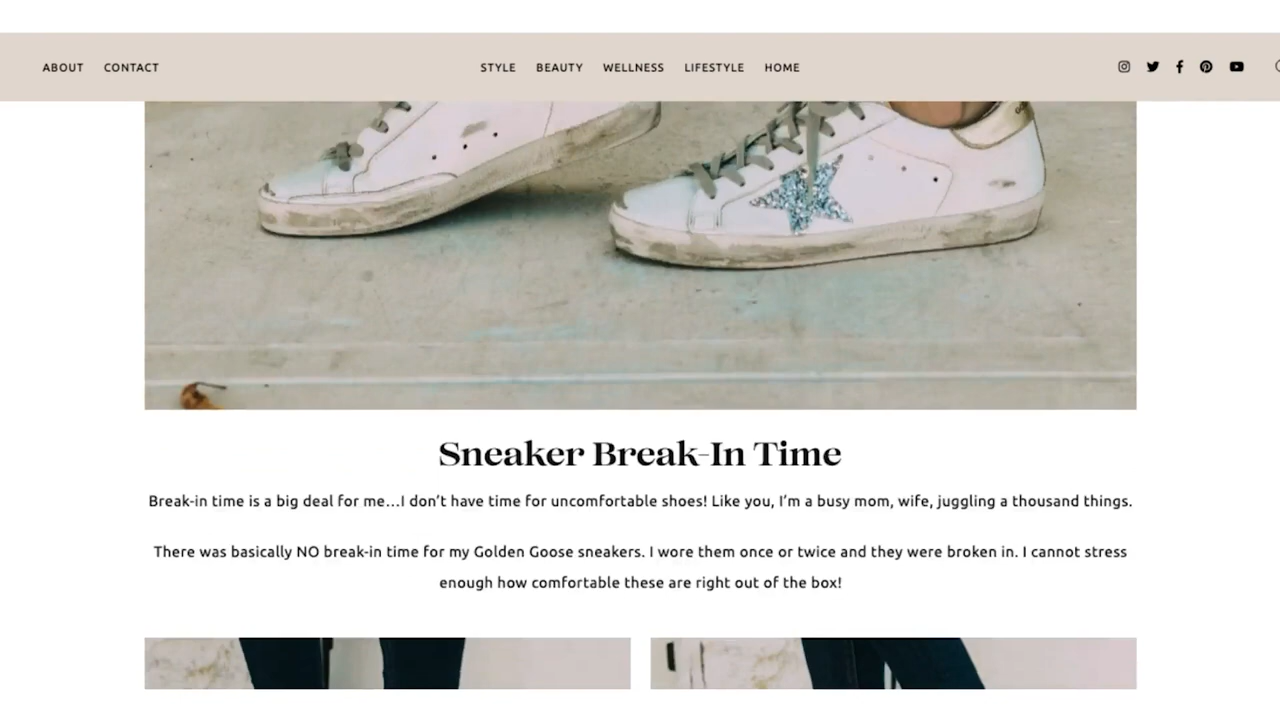 ABOUT CONTACT STYLE BEAUTY WELLNESS LIFESTYLE HOME
Sneaker Break-In Time
Break-in time is a big deal for me...I don't have time for uncomfortable shoes! Like you, I'm a busy mom, wife, juggling a thousand things.
There was basically NO break-in time for my Golden Goose sneakers. I wore them once or twice and they were broken in. I cannot stress
enough how comfortable these are right out of the box!